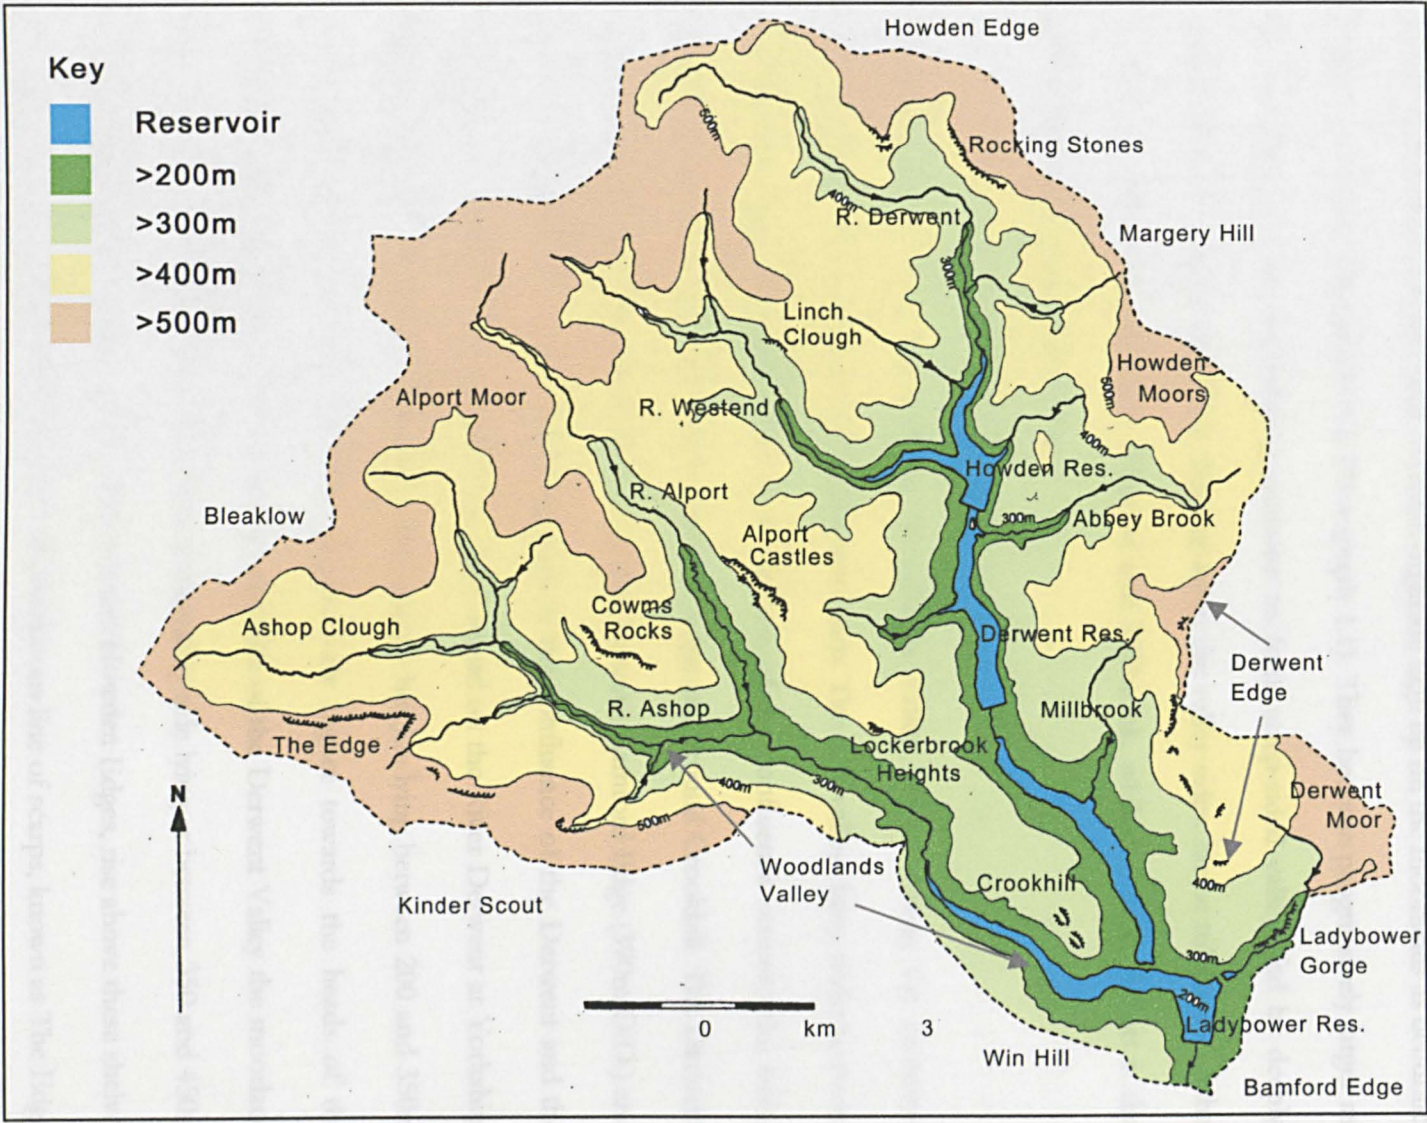 Howden Edge
Key
Reservoir
>200m
>300m
>400m
>500m
500m
Rocking Stones
400m
R. Derwent
Margery Hill
300m
Linch
Clough
Howden
Moors
500m
Alport Moor
R. Westend
400m
Howden Res.
R. Alport
Bleaklow
300m
Abbey Brook
Alport
Castles
Cowms
Rocks
Ashop Clough
Derwent Res.
Derwent
Edge
R. Ashop
Millbrook
The Edge
Lockerbrook
Heights
400m
300m
Derwent
Moor
N
500m
Woodlands
Valley
Crookhill
400m
Kinder Scout
Ladybower
Gorge
300m
200m
0 km 3
Ladybower Res.
Win Hill
Bamford Edge